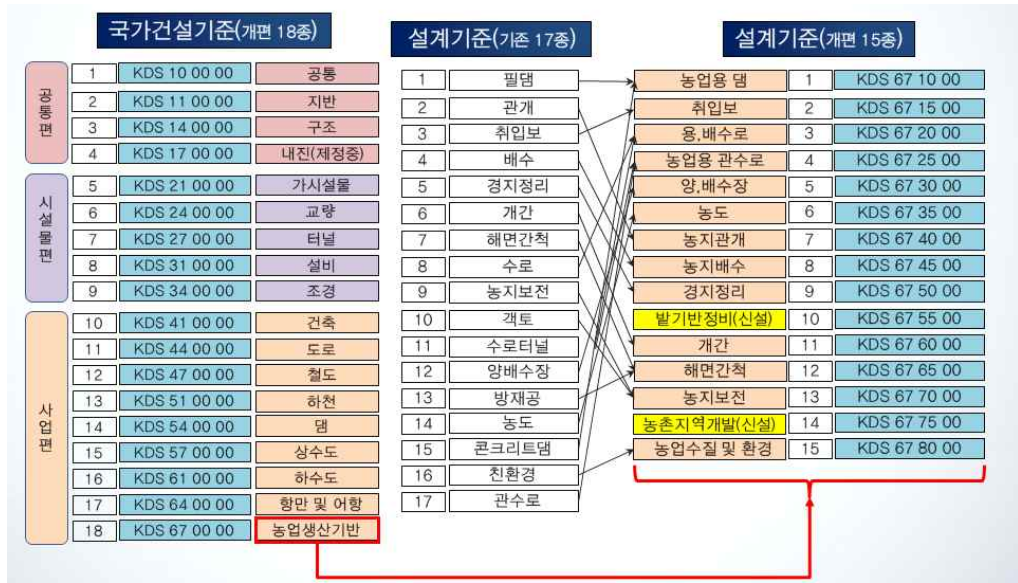 국가건설기준(개편 18종)
공통편
1 KDS 10 00 00 공통
2 KDS 11 00 00 지반
3 KDS 14 00 00 구조
4 KDS 17 00 00 내진(제정중)
시설물편
5 KDS 21 00 00 가시설물
6 KDS 24 00 00 교량
7 KDS 27 00 00 터널
8 KDS 31 00 00 설비
9 KDS 34 00 00 조경
사업편
10 KDS 41 00 00 건축
11 KDS 44 00 00 도로
12 KDS 47 00 00 철도
13 KDS 51 00 00 하천
14 KDS 54 00 00 댐
15 KDS 57 00 00 상수도
16 KDS 61 00 00 하수도
17 KDS 64 00 00 항만 및 어항
18 KDS 67 00 00 농업생산기반
설계기준(기존 17종)
1 필댐
2 관개
3 취입보
4 배수
5 경지정리
6 개간
7 해면간척
8 수로
9 농지보전
10 객토
11 수로터널
12 양배수장
13 방재공
14 농도
15 콘크리트댐
16 친환경
17 관수로
설계기준(개편 15종)
농업용 댐 1 KDS 67 10 00
취입보 2 KDS 67 15 00
용,배수로 3 KDS 67 20 00
농업용 관수로 4 KDS 67 25 00
양,배수장 5 KDS 67 30 00
농도 6 KDS 67 35 00
농지관개 7 KDS 67 40 00
농지배수 8 KDS 67 45 00
경지정리 9 KDS 67 50 00
밭기반정비(신설) 10 KDS 67 55 00
개간 11 KDS 67 60 00
해면간척 12 KDS 67 65 00
농지보전 13 KDS 67 70 00
농촌지역개발(신설) 14 KDS 67 75 00
농업수질 및 환경 15 KDS 67 80 00